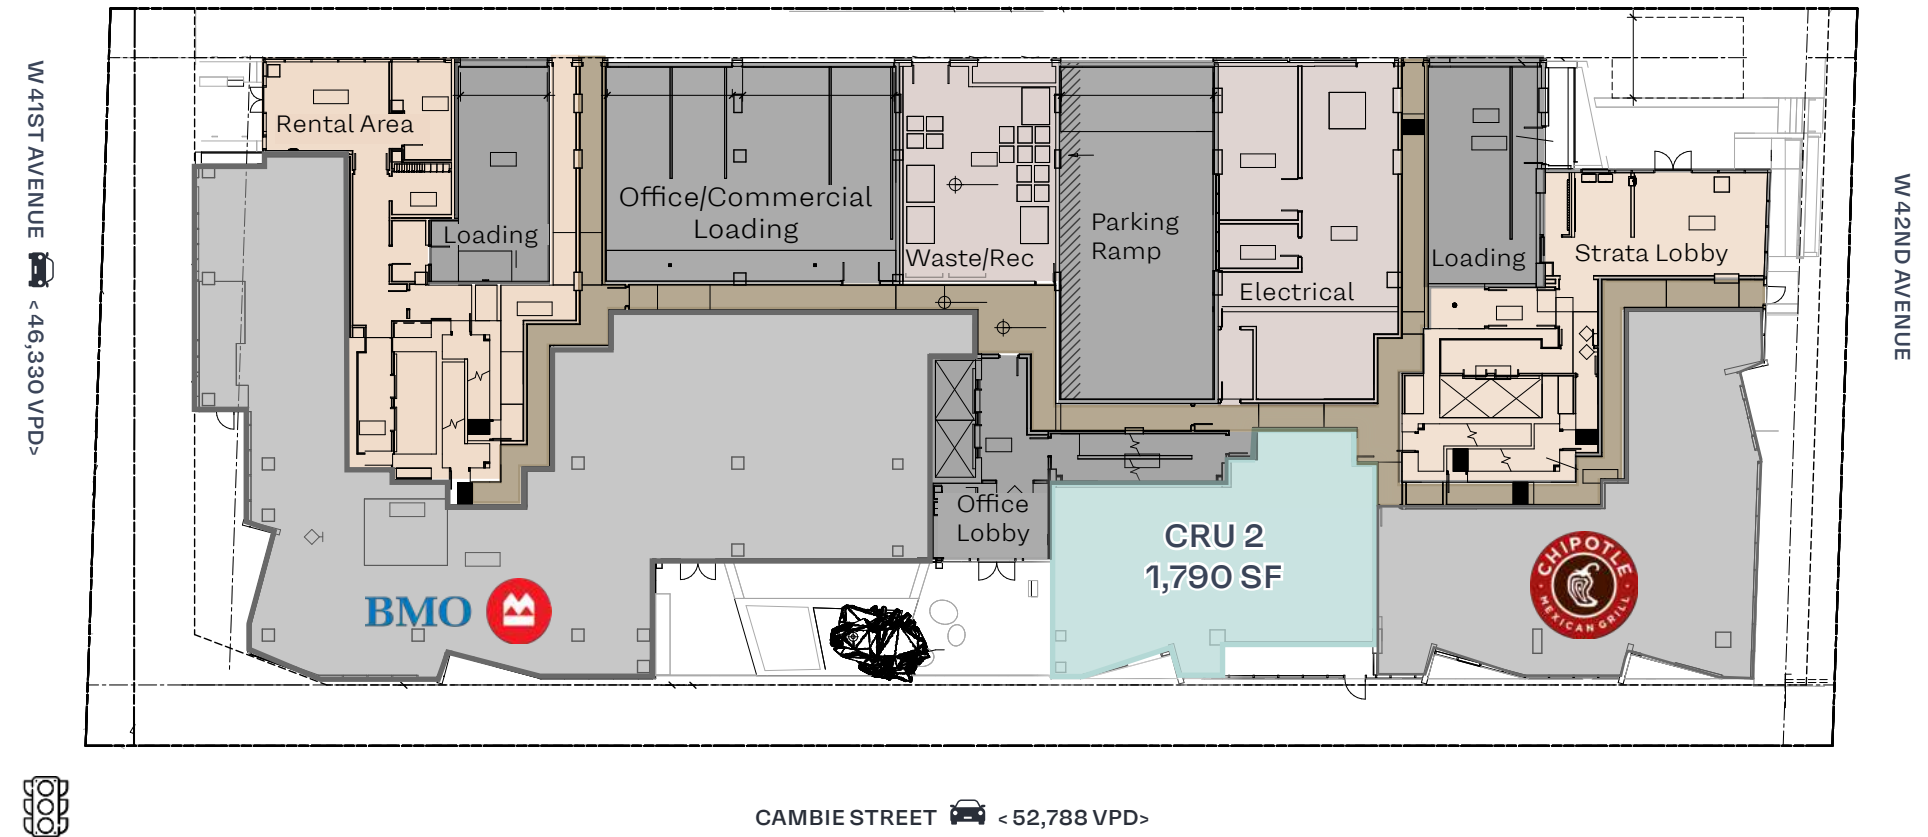 W 41ST AVENUE < 46,330 VPD>
Rental Area
Loading
Office/Commercial
Loading
Waste/Rec
Parking
Ramp
Electrical
Loading
Strata Lobby
W 42ND AVENUE
Office
Lobby
CRU 2
1,790 SF
BMO
CHIPOTLE
MEXICAN GRILL
CAMBIE STREET < 52,788 VPD>